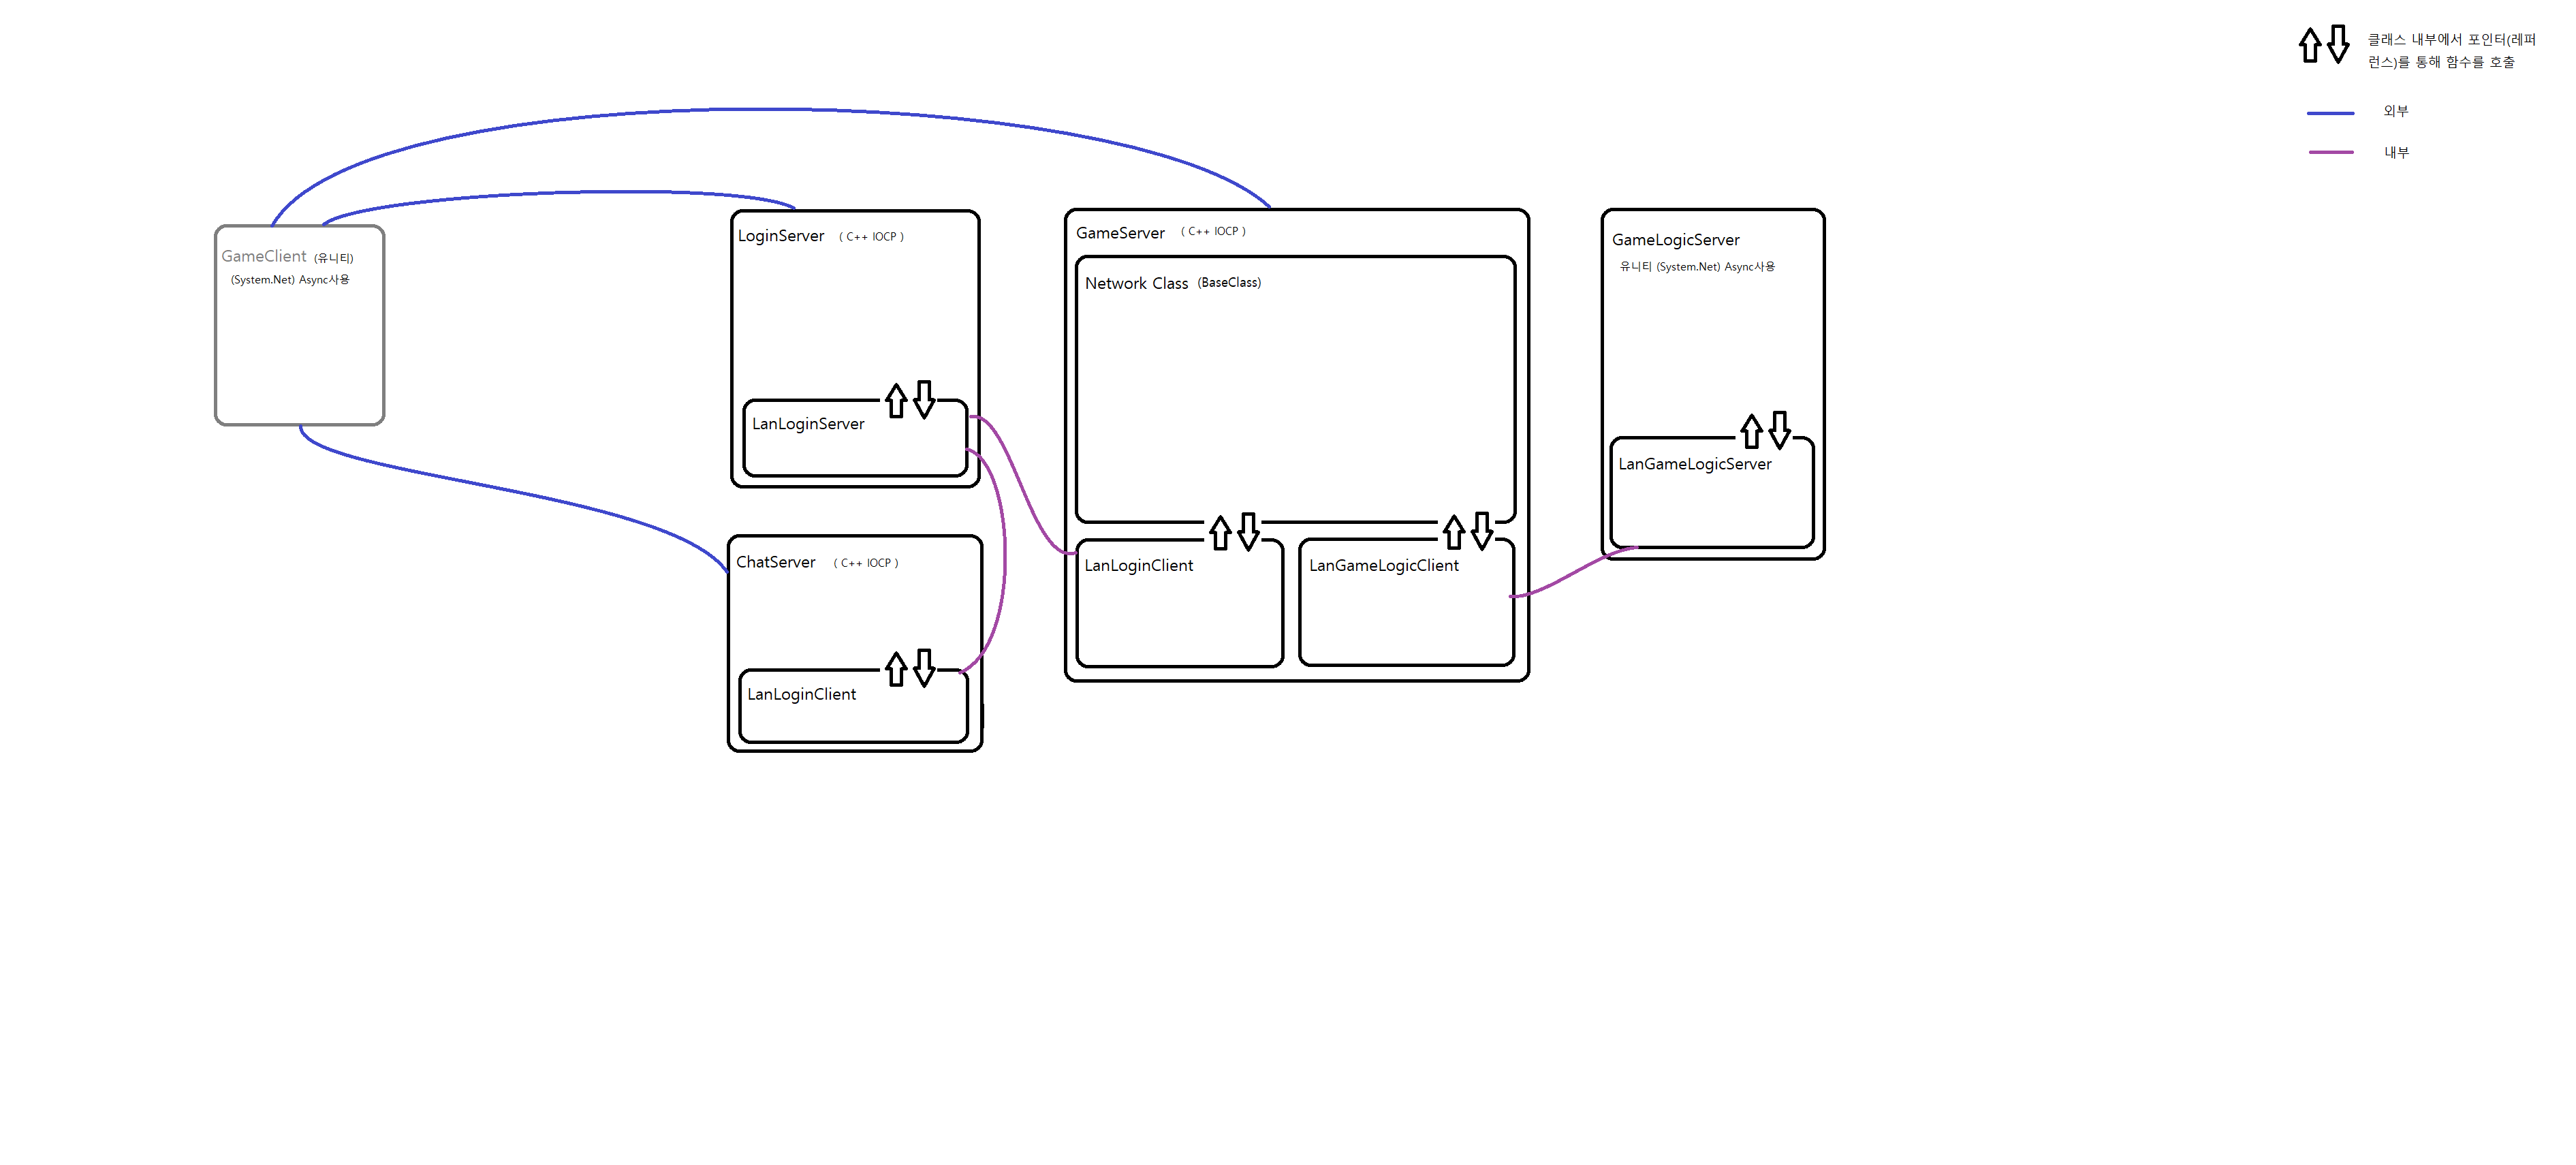 클래스 내부에서 포인터(레퍼
런스)를 통해 함수를 호출
외부
내부
GameClient (유니티)
(System.Net) Async사용
LoginServer ( C++ IOCP )
LanLoginServer
ChatServer ( C++ IOCP )
LanLoginClient
GameServer ( C++ IOCP )
Network Class (BaseClass)
LanLoginClient
LanGameLogicClient
GameLogicServer
유니티 (System.Net) Async사용
LanGameLogicServer